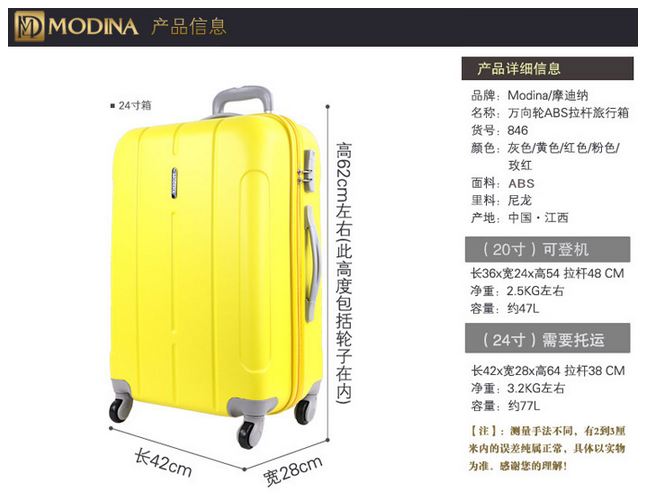 MD MODINA 产品信息
24寸箱
高62cm左右(此高度包括轮子在内)
长42cm
宽28cm
产品详细信息
品牌：Modina/摩迪纳
名称：万向轮ABS拉杆旅行箱
货号：846
颜色：灰色/黄色/红色/粉色/
玫红
面料：ABS
里料：尼龙
产地：中国·江西
（20寸）可登机
长36x宽24x高54 拉杆48 CM
净重：2.5KG左右
容量：约47L
（24寸）需要托运
长42x宽28x高64 拉杆38 CM
净重：3.2KG左右
容量：约77L
【注】：测量手法不同，有2到3厘
米内的误差纯属正常，具体以实物
为准。感谢您的理解！